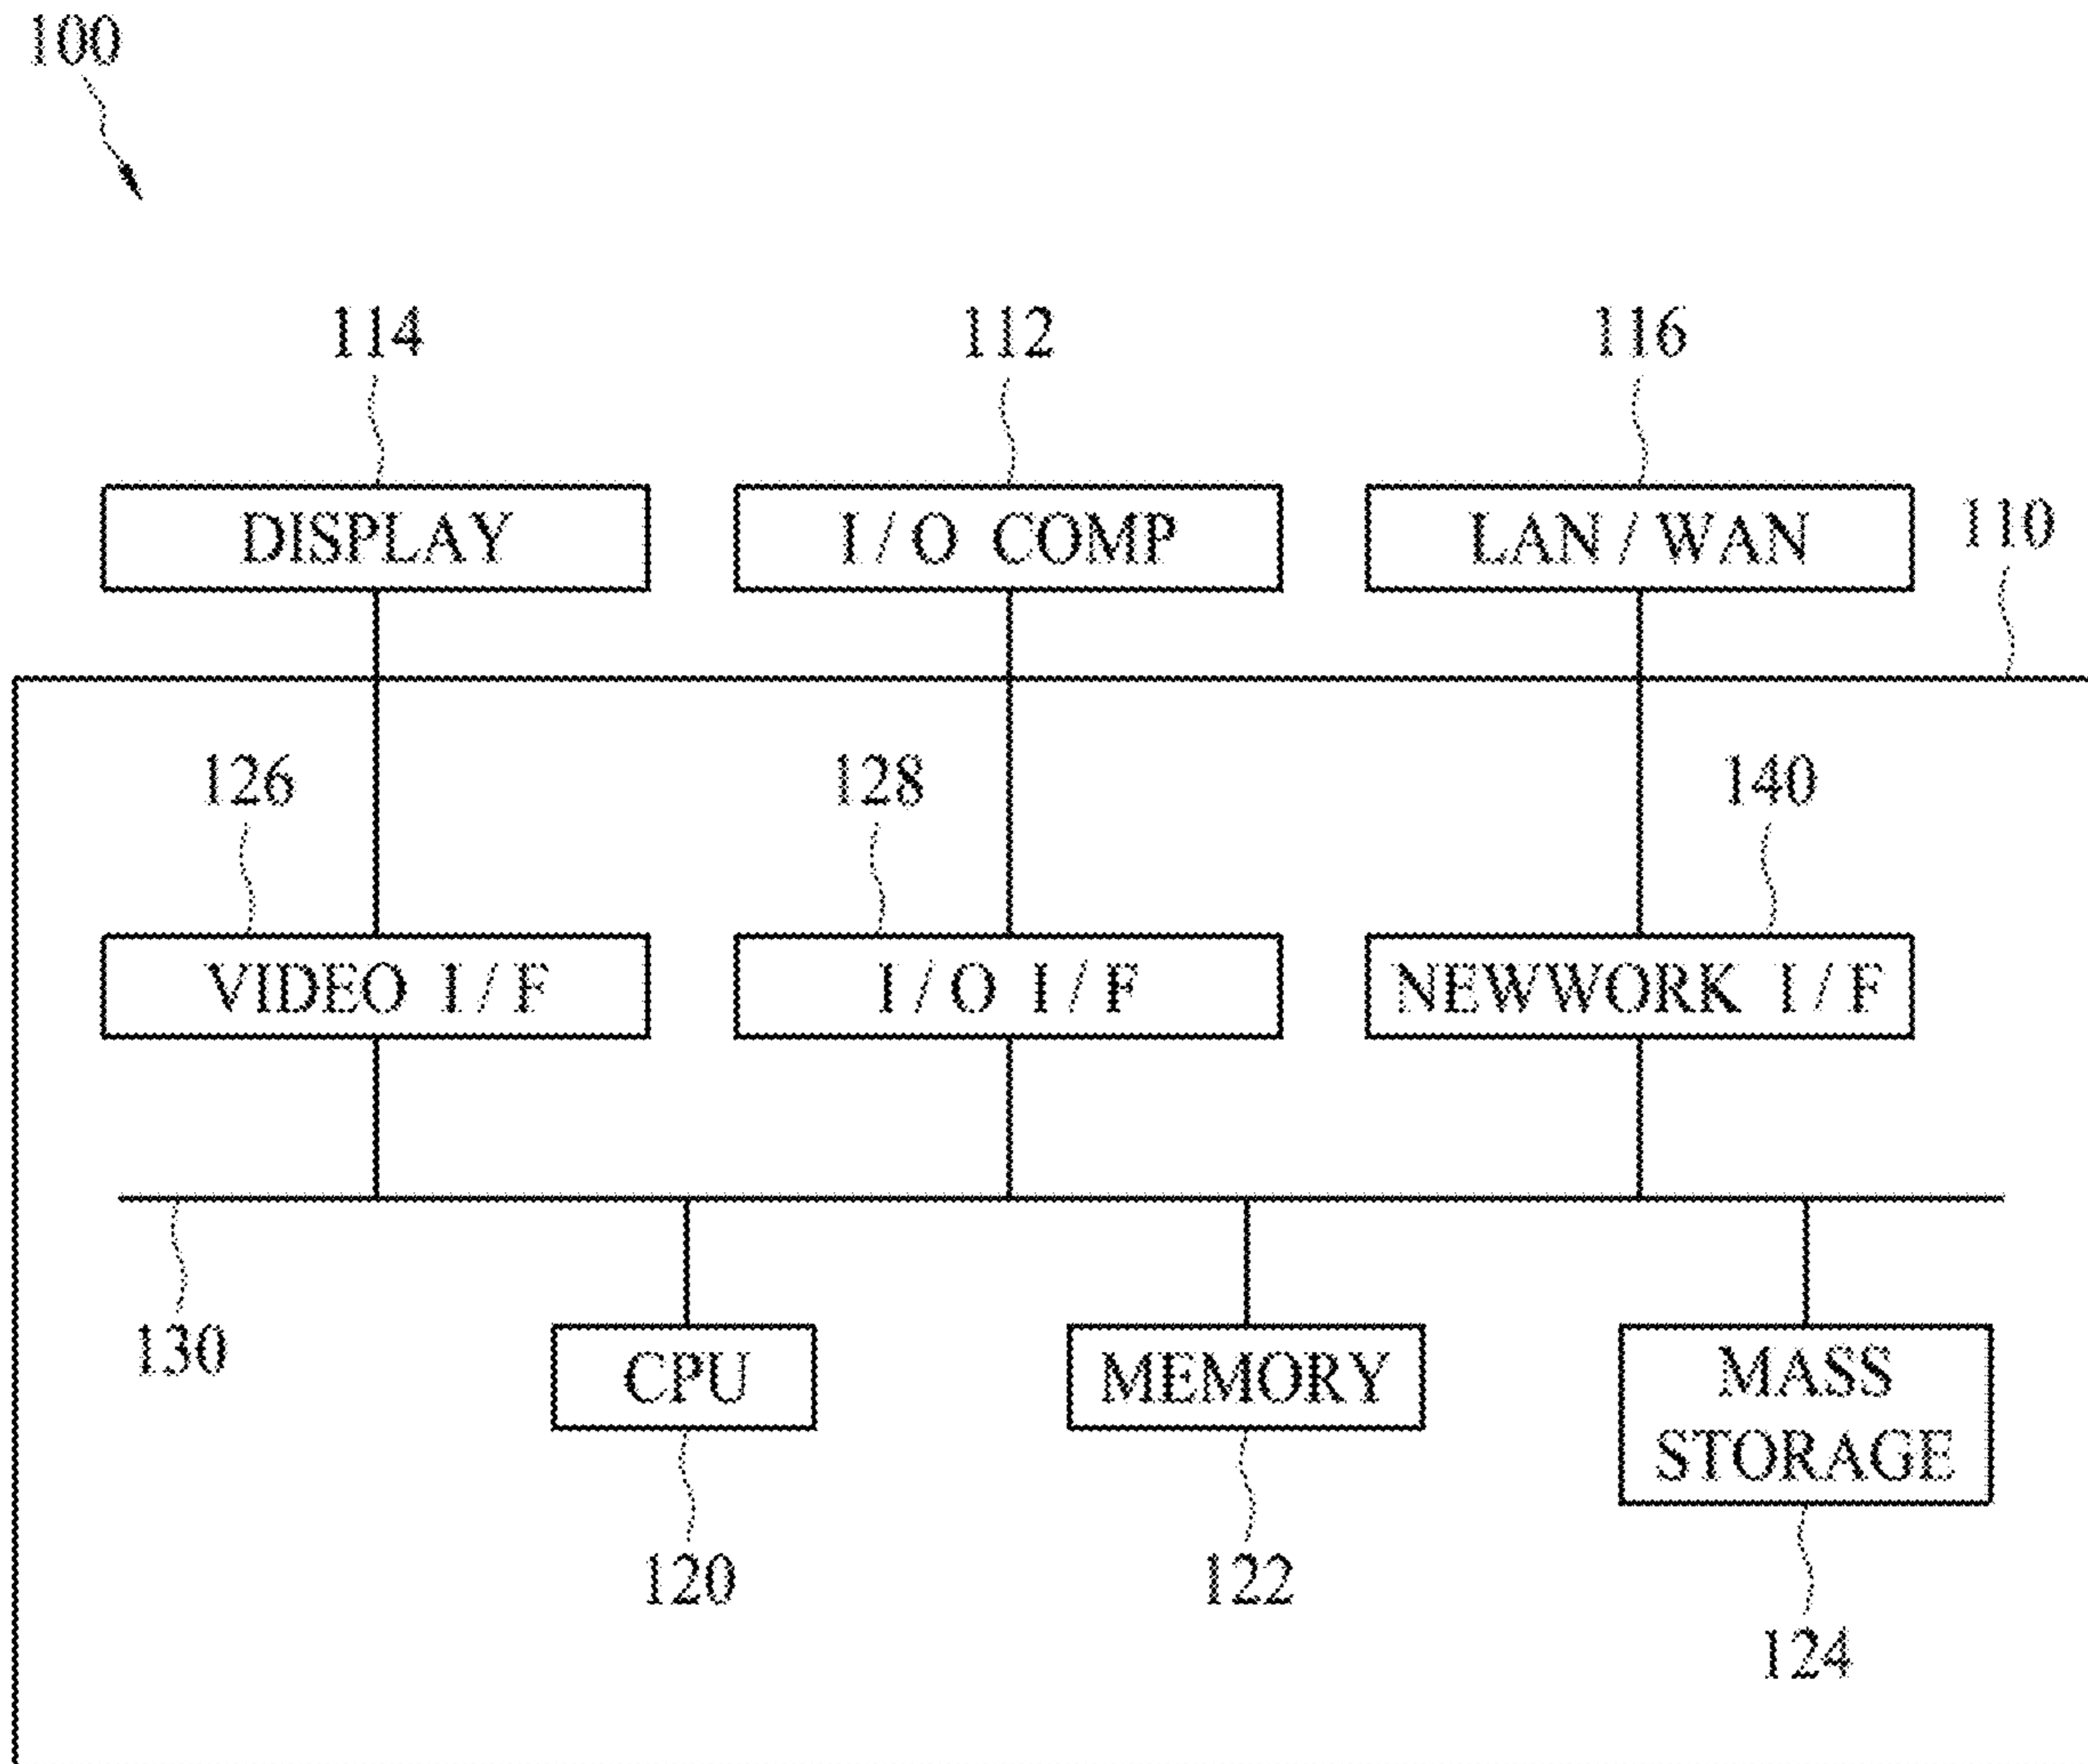 100
114
112
116
DISPLAY
I / O COMP
LAN / WAN
110
126
128
140
VIDEO I / F
I / O I / F
NEWWORK I / F
130
CPU
MEMORY
MASS
STORAGE
120
122
124